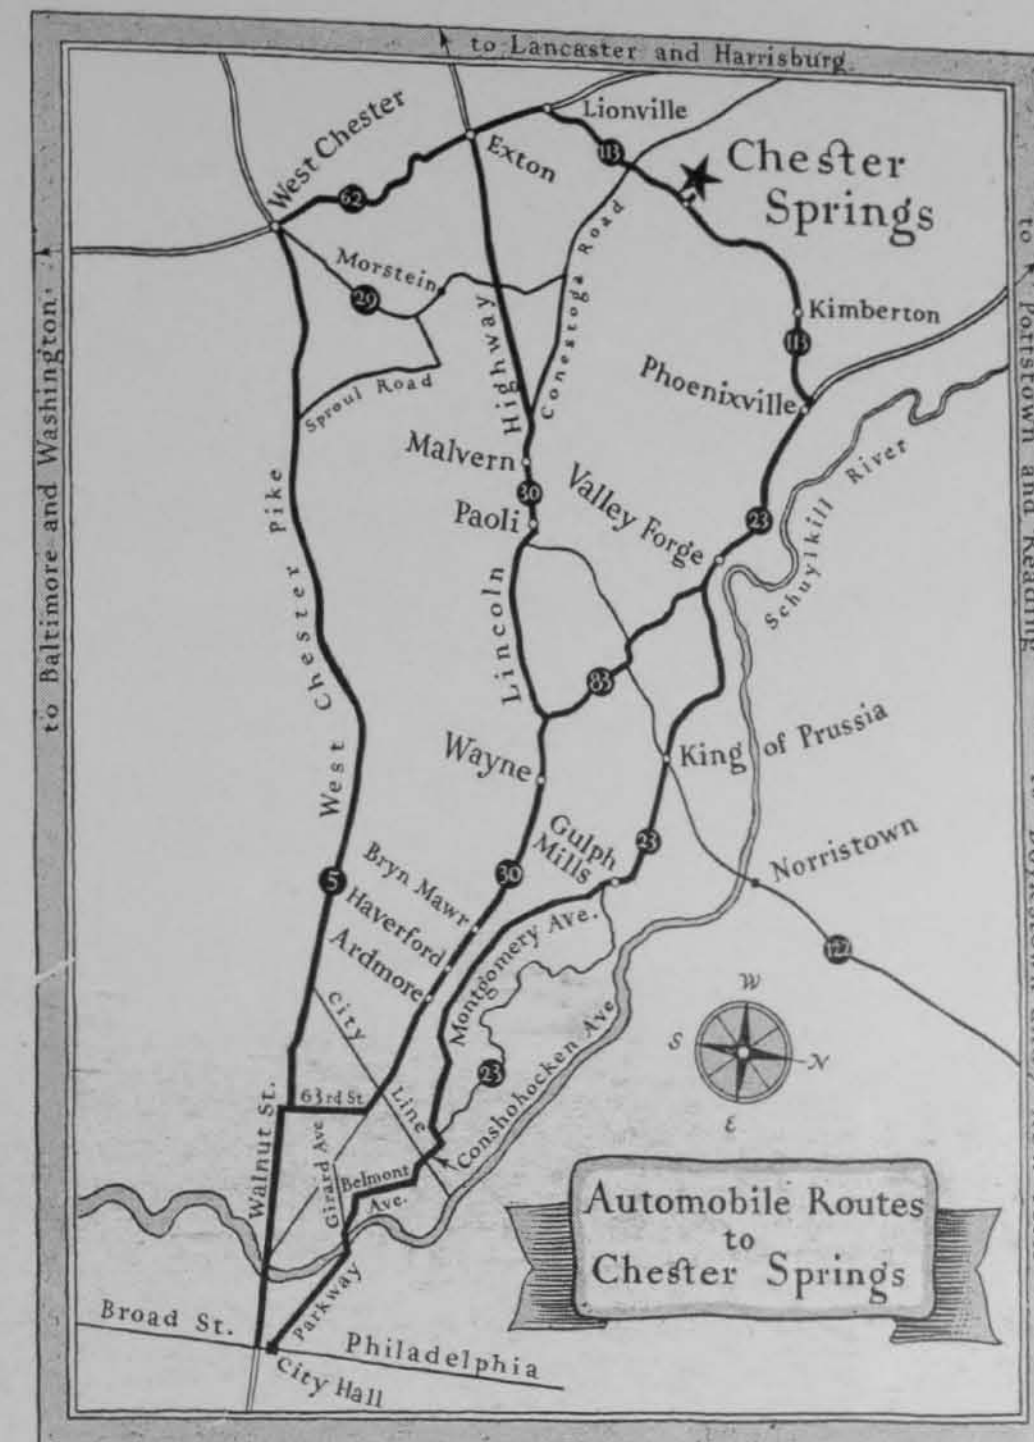 to Lancaster and Harrisburg
to Baltimore and Washington
to Pottstown and Reading
West Chester
62
Exton
Lionville
113
Chester
Springs
Morstein
29
Highway
Conestoga Road
Kimberton
113
Sproul Road
Phoenixville
Malvern
30
Paoli
Valley Forge
23
Schuylkill River
West Chester Pike
Lincoln
83
Wayne
King of Prussia
Gulph
Mills
23
Norristown
5
Bryn Mawr
Haverford
Ardmore
30
Montgomery Ave.
122
City Line
23
Conshohocken Ave
W
S
N
E
63rd St
Walnut St.
Girard Ave
Belmont
Ave.
Parkway
Automobile Routes
to
Chester Springs
Broad St.
Philadelphia
City Hall